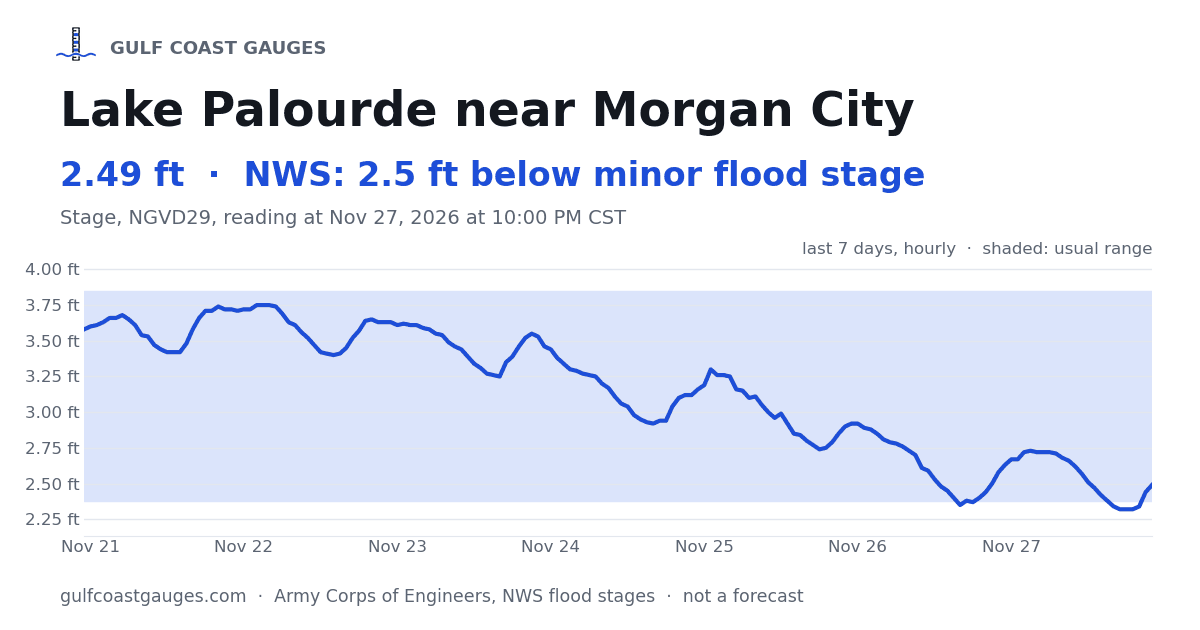 GULF COAST GAUGES
Lake Palourde near Morgan City
2.49 ft · NWS: 2.5 ft below minor flood stage
Stage, NGVD29, reading at Nov 27, 2026 at 10:00 PM CST
last 7 days, hourly · shaded: usual range
4.00 ft
3.75 ft
3.50 ft
3.25 ft
3.00 ft
2.75 ft
2.50 ft
2.25 ft
Nov 21 Nov 22 Nov 23 Nov 24 Nov 25 Nov 26 Nov 27
gulfcoastgauges.com · Army Corps of Engineers, NWS flood stages · not a forecast